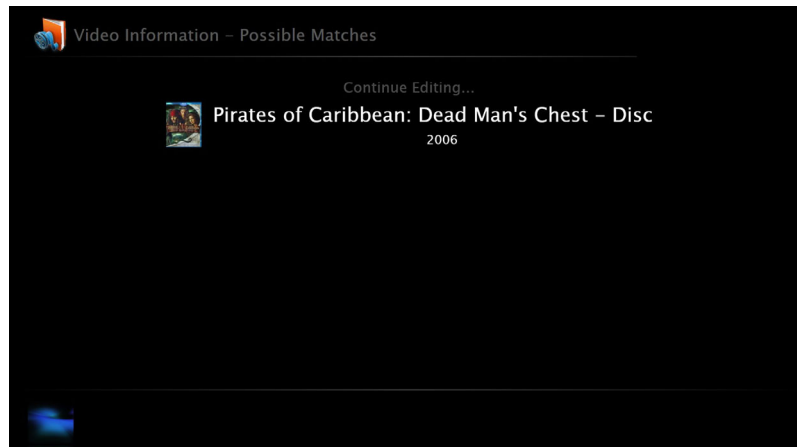 Video Information – Possible Matches
Continue Editing...
Pirates of Caribbean: Dead Man's Chest – Disc
2006